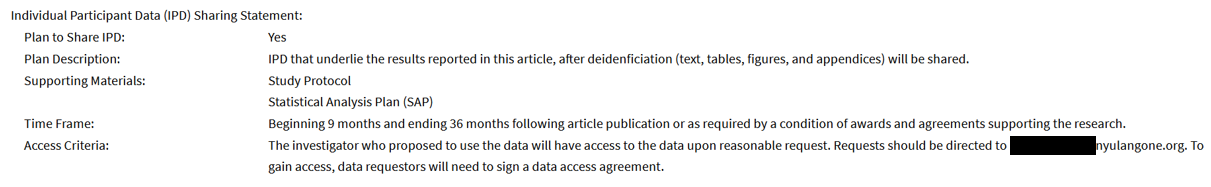 Individual Participant Data (IPD) Sharing Statement:
Plan to Share IPD: Yes
Plan Description: IPD that underlie the results reported in this article, after deidenficiation (text, tables, figures, and appendices) will be shared.
Supporting Materials: Study Protocol
Statistical Analysis Plan (SAP)
Time Frame: Beginning 9 months and ending 36 months following article publication or as required by a condition of awards and agreements supporting the research.
Access Criteria: The investigator who proposed to use the data will have access to the data upon reasonable request. Requests should be directed to nyulangone.org. To
gain access, data requestors will need to sign a data access agreement.